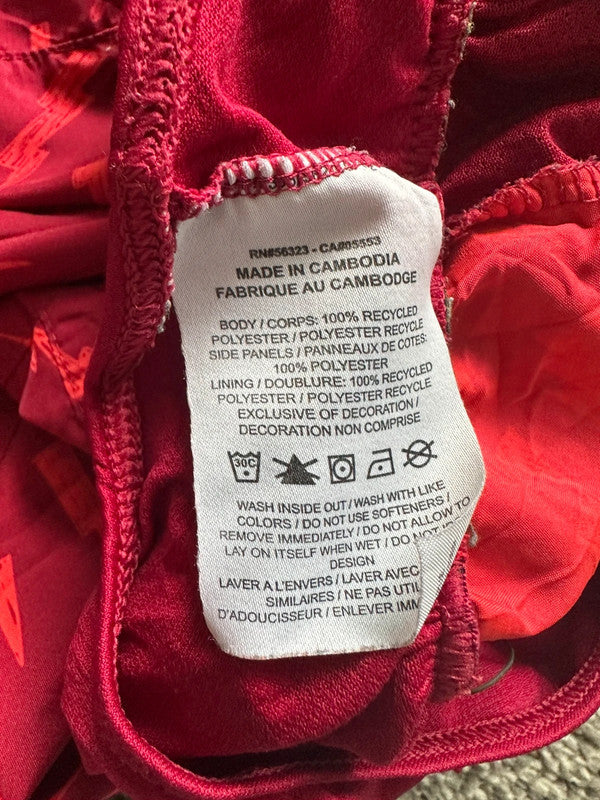 RN#56323 - CA#05553
MADE IN CAMBODIA
FABRIQUE AU CAMBODGE
BODY / CORPS: 100% RECYCLED
POLYESTER / POLYESTER RECYCLE
SIDE PANELS / PANNEAUX DE COTES:
100% POLYESTER
LINING / DOUBLURE: 100% RECYCLED
POLYESTER / POLYESTER RECYCLE
EXCLUSIVE OF DECORATION /
DECORATION NON COMPRISE
30C
WASH INSIDE OUT / WASH WITH LIKE
COLORS / DO NOT USE SOFTENERS /
REMOVE IMMEDIATELY / DO NOT ALLOW TO
LAY ON ITSELF WHEN WET / DO NOT
DESIGN
LAVER A L'ENVERS / LAVER AVEC
SIMILAIRES / NE PAS UTIL
D'ADOUCISSEUR / ENLEVER IMM